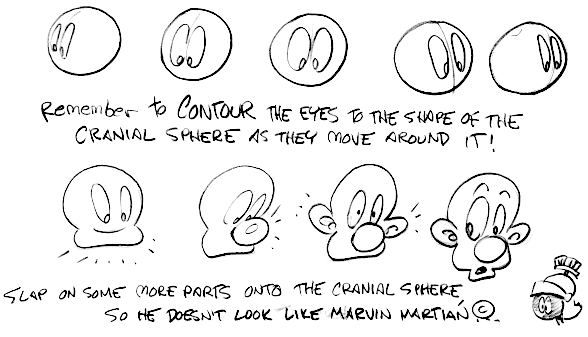 Remember to CONTOUR THE EYES TO THE SHAPE OF THE
CRANIAL SPHERE AS THEY MOVE AROUND IT!
SLAP ON SOME MORE PARTS ONTO THE CRANIAL SPHERE,
SO HE DOESN'T LOOK LIKE MARVIN MARTIAN ©.